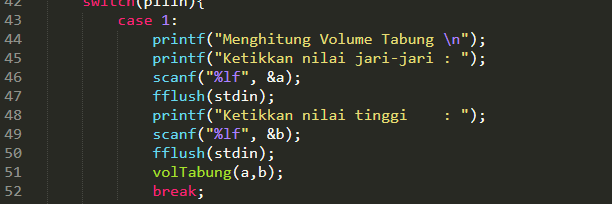 42 switch(pilih){
43 case 1:
44 printf("Menghitung Volume Tabung \n");
45 printf("Ketikkan nilai jari-jari : ");
46 scanf("%lf", &a);
47 fflush(stdin);
48 printf("Ketikkan nilai tinggi    : ");
49 scanf("%lf", &b);
50 fflush(stdin);
51 volTabung(a,b);
52 break;